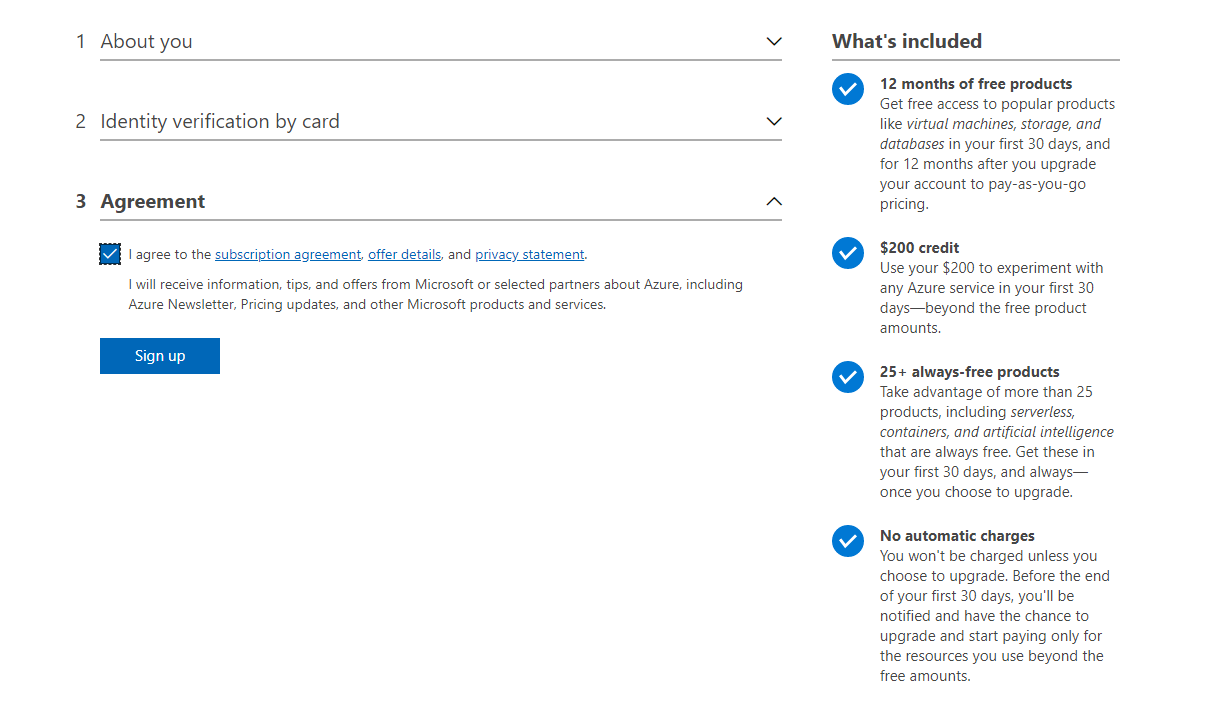 1 About you
2 Identity verification by card
3 Agreement
I agree to the subscription agreement, offer details, and privacy statement.
I will receive information, tips, and offers from Microsoft or selected partners about Azure, including
Azure Newsletter, Pricing updates, and other Microsoft products and services.
Sign up
What's included
12 months of free products
Get free access to popular products
like virtual machines, storage, and
databases in your first 30 days, and
for 12 months after you upgrade
your account to pay-as-you-go
pricing.
$200 credit
Use your $200 to experiment with
any Azure service in your first 30
days—beyond the free product
amounts.
25+ always-free products
Take advantage of more than 25
products, including serverless,
containers, and artificial intelligence
that are always free. Get these in
your first 30 days, and always—
once you choose to upgrade.
No automatic charges
You won't be charged unless you
choose to upgrade. Before the end
of your first 30 days, you'll be
notified and have the chance to
upgrade and start paying only for
the resources you use beyond the
free amounts.